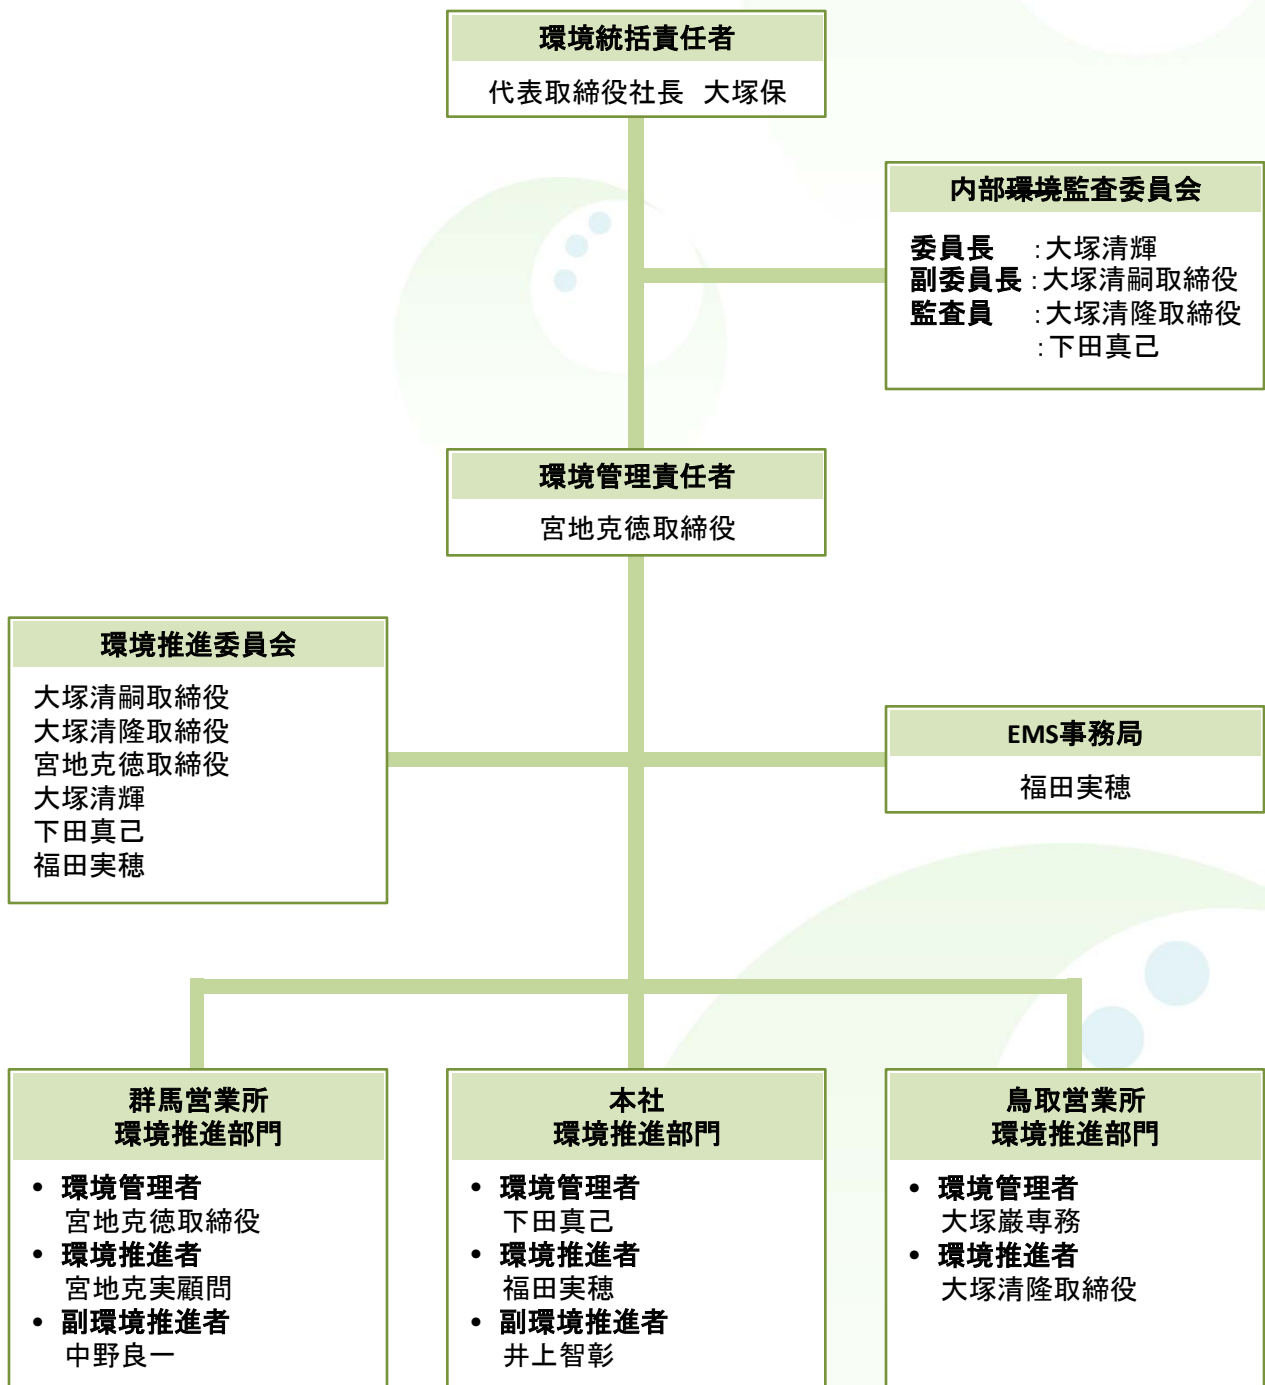 環境統括責任者
代表取締役社長　大塚保
内部環境監査委員会
委員長　：大塚清輝
副委員長：大塚清嗣取締役
監査員　：大塚清隆取締役
：下田真己
環境管理責任者
宮地克徳取締役
環境推進委員会
大塚清嗣取締役
大塚清隆取締役
宮地克徳取締役
大塚清輝
下田真己
福田実穂
EMS事務局
福田実穂
群馬営業所
環境推進部門
• 環境管理者
宮地克徳取締役
• 環境推進者
宮地克実顧問
• 副環境推進者
中野良一
本社
環境推進部門
• 環境管理者
下田真己
• 環境推進者
福田実穂
• 副環境推進者
井上智彰
鳥取営業所
環境推進部門
• 環境管理者
大塚巌専務
• 環境推進者
大塚清隆取締役